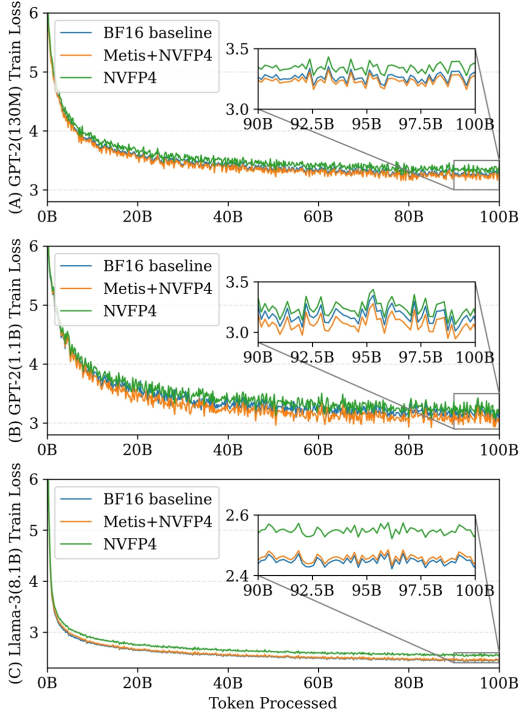 (A) GPT-2(130M) Train Loss
6
5
4
3
BF16 baseline
Metis+NVFP4
NVFP4
3.5
3.0
90B 92.5B 95B 97.5B 100B
0B 20B 40B 60B 80B 100B
(B) GPT-2(1.1B) Train Loss
6
5
4
3
BF16 baseline
Metis+NVFP4
NVFP4
3.5
3.0
90B 92.5B 95B 97.5B 100B
0B 20B 40B 60B 80B 100B
(C) Llama-3(8.1B) Train Loss
6
5
4
3
BF16 baseline
Metis+NVFP4
NVFP4
2.6
2.4
90B 92.5B 95B 97.5B 100B
0B 20B 40B 60B 80B 100B
Token Processed